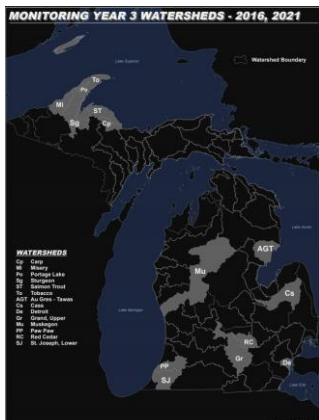 MONITORING YEAR 3 WATERSHEDS - 2016, 2021
Lake Superior
Watershed Boundary
To
Po
Mi
ST
Sg
Cp
Lake Huron
AGT
Mu
Cs
Lake Michigan
RC
Gr
PP
SJ
De
Lake Erie
WATERSHEDS
Cp Carp
Mi Misery
Po Portage Lake
Sg Sturgeon
ST Salmon Trout
To Tobacco
AGT Au Gres - Tawas
Cs Cass
De Detroit
Gr Grand, Upper
Mu Muskegon
PP Paw Paw
RC Red Cedar
SJ St. Joseph, Lower